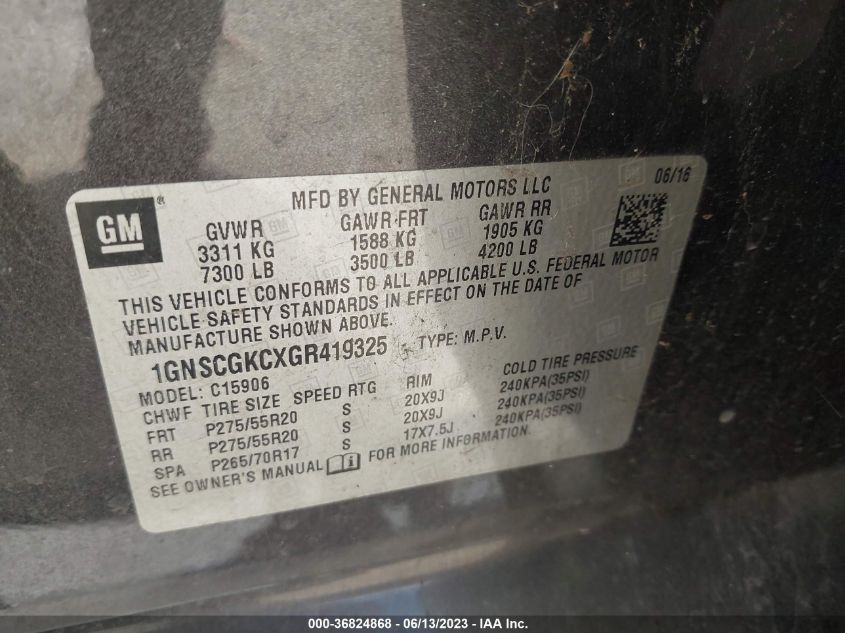 GM ®
MFD BY GENERAL MOTORS LLC 06/16
GVWR GAWR FRT GAWR RR
3311 KG 1588 KG 1905 KG
7300 LB 3500 LB 4200 LB
THIS VEHICLE CONFORMS TO ALL APPLICABLE U.S. FEDERAL MOTOR
VEHICLE SAFETY STANDARDS IN EFFECT ON THE DATE OF
MANUFACTURE SHOWN ABOVE.
1GNSCGKCXGR419325 TYPE: M.P.V.
MODEL: C15906
CHWF TIRE SIZE SPEED RTG RIM COLD TIRE PRESSURE
FRT P275/55R20 S 20X9J 240KPA(35PSI)
RR P275/55R20 S 20X9J 240KPA(35PSI)
SPA P265/70R17 S 17X7.5J 240KPA(35PSI)
SEE OWNER'S MANUAL FOR MORE INFORMATION.
000-36824868 - 06/13/2023 - IAA Inc.